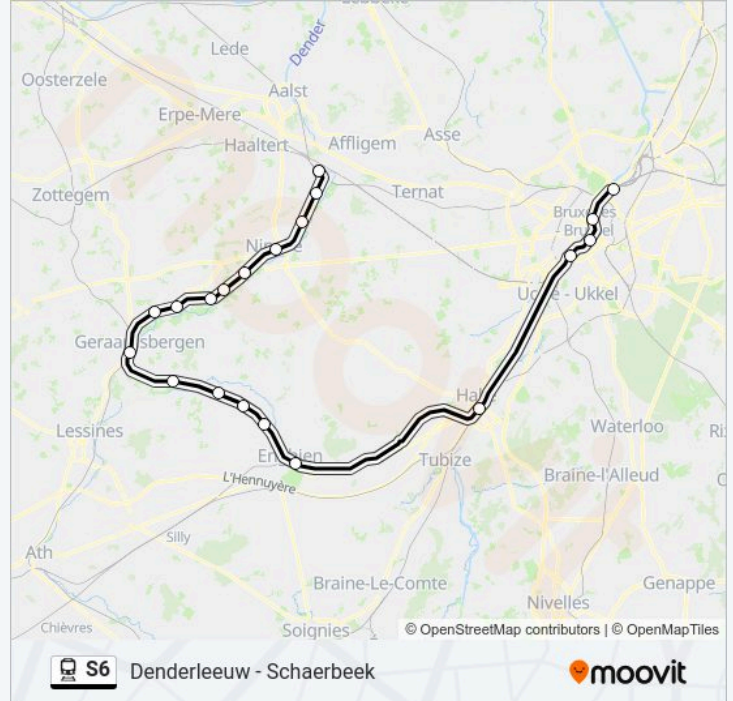 Lede
Dender
Oosterzele
Aalst
Erpe-Mere
Asse
Haaltert
Affligem
Zottegem
Ternat
Bruxelles
- Brussel
Ninove
Uccle - Ukkel
Geraardsbergen
Halle
Lessines
Waterloo
Enghien
Tubize
Braine-l'Alleud
L'Hennuyère
Silly
Ath
Braine-Le-Comte
Genappe
Nivelles
Chièvres
Soignies
© OpenStreetMap contributors | © OpenMapTiles
S6 Denderleeuw - Schaerbeek
moovit